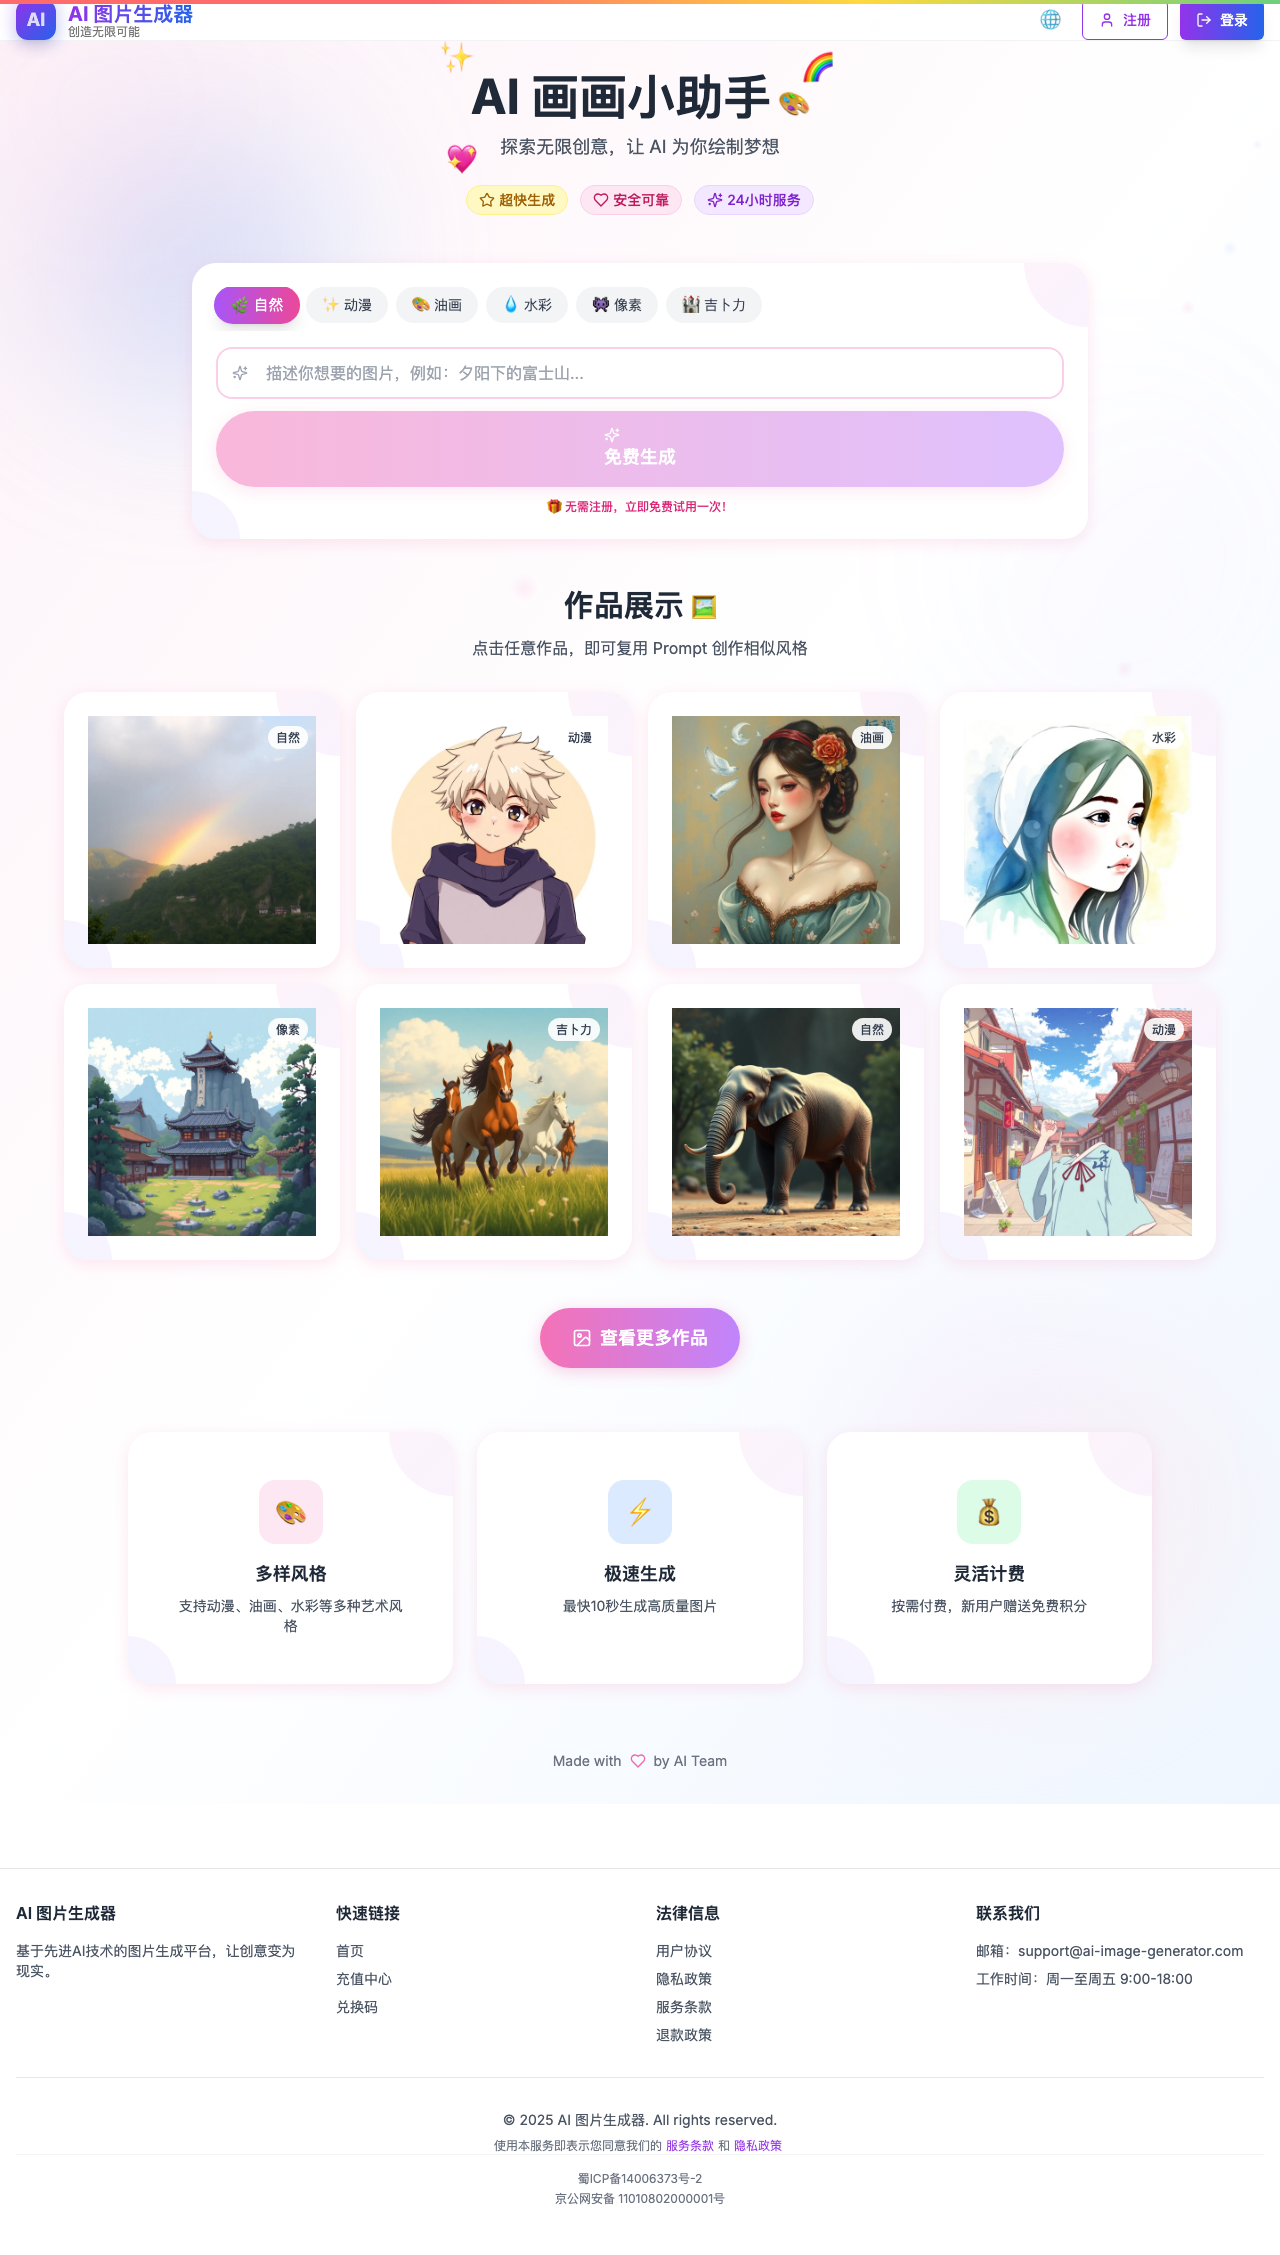 AI
AI 图片生成器
创造无限可能
注册
登录
AI 画画小助手
探索无限创意，让 AI 为你绘制梦想
超快生成
安全可靠
24小时服务
自然
动漫
油画
水彩
像素
吉卜力
描述你想要的图片，例如：夕阳下的富士山...
免费生成
无需注册，立即免费试用一次！
作品展示
点击任意作品，即可复用 Prompt 创作相似风格
自然
动漫
油画
水彩
像素
吉卜力
自然
动漫
查看更多作品
多样风格
支持动漫、油画、水彩等多种艺术风
格
极速生成
最快10秒生成高质量图片
灵活计费
按需付费，新用户赠送免费积分
Made with
by AI Team
AI 图片生成器
基于先进AI技术的图片生成平台，让创意变为
现实。
快速链接
首页
充值中心
兑换码
法律信息
用户协议
隐私政策
服务条款
退款政策
联系我们
邮箱：support@ai-image-generator.com
工作时间：周一至周五 9:00-18:00
© 2025 AI 图片生成器. All rights reserved.
使用本服务即表示您同意我们的 服务条款 和 隐私政策
蜀ICP备14006373号-2
京公网安备 11010802000001号